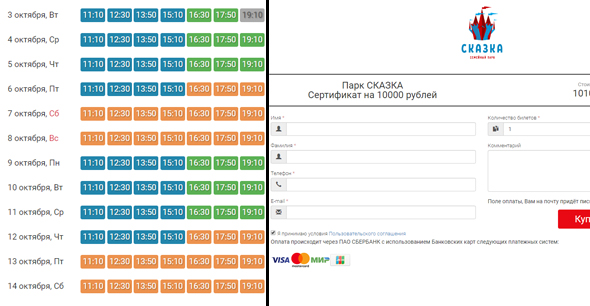 3 октября, Вт 11:10 12:30 13:50 15:10 16:30 17:50 19:10
4 октября, Ср 11:10 12:30 13:50 15:10 16:30 17:50 19:10
5 октября, Чт 11:10 12:30 13:50 15:10 16:30 17:50 19:10
6 октября, Пт 11:10 12:30 13:50 15:10 16:30 17:50 19:10
7 октября, Сб 11:10 12:30 13:50 15:10 16:30 17:50 19:10
8 октября, Вс 11:10 12:30 13:50 15:10 16:30 17:50 19:10
9 октября, Пн 11:10 12:30 13:50 15:10 16:30 17:50 19:10
10 октября, Вт 11:10 12:30 13:50 15:10 16:30 17:50 19:10
11 октября, Ср 11:10 12:30 13:50 15:10 16:30 17:50 19:10
12 октября, Чт 11:10 12:30 13:50 15:10 16:30 17:50 19:10
13 октября, Пт 11:10 12:30 13:50 15:10 16:30 17:50 19:10
14 октября, Сб 11:10 12:30 13:50 15:10 16:30 17:50 19:10
СКАЗКА
СЕМЕЙНЫЙ ПАРК
Парк СКАЗКА
Сертификат на 10000 рублей
Стои
1010
Имя *
Количество билетов *
1
Фамилия *
Комментарий
Телефон *
E-mail *
Поле оплаты, Вам на почту придёт пис
Куп
Я принимаю условия Пользовательского соглашения
Оплата происходит через ПАО СБЕРБАНК с использованием Банковских карт следующих платежных систем:
VISA mastercard МИР JCB